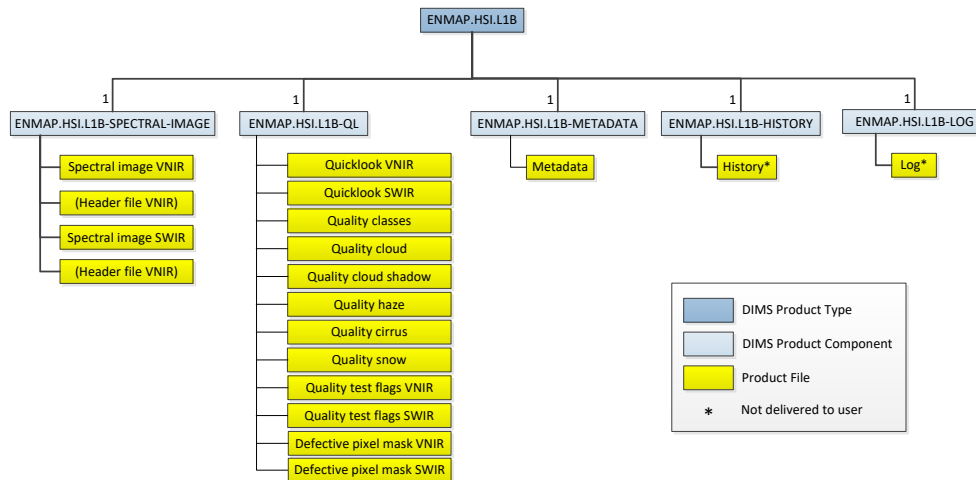 ENMAP.HSI.L1B
1
1
1
1
1
ENMAP.HSI.L1B-SPECTRAL-IMAGE
ENMAP.HSI.L1B-QL
ENMAP.HSI.L1B-METADATA
ENMAP.HSI.L1B-HISTORY
ENMAP.HSI.L1B-LOG
Spectral image VNIR
(Header file VNIR)
Spectral image SWIR
(Header file VNIR)
Quicklook VNIR
Quicklook SWIR
Quality classes
Quality cloud
Quality cloud shadow
Quality haze
Quality cirrus
Quality snow
Quality test flags VNIR
Quality test flags SWIR
Defective pixel mask VNIR
Defective pixel mask SWIR
Metadata
History*
Log*
DIMS Product Type
DIMS Product Component
Product File
* Not delivered to user